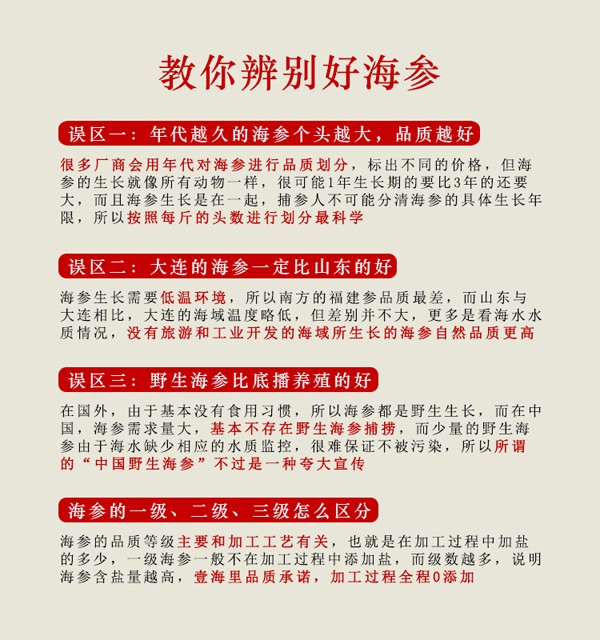 教你辨别好海参
误区一：年代越久的海参个头越大，品质越好
很多厂商会用年代对海参进行品质划分，标出不同的价格，但海
参的生长就像所有动物一样，很可能1年生长期的要比3年的还要
大，而且海参生长是在一起，捕参人不可能分清海参的具体生长年
限，所以按照每斤的头数进行划分最科学
误区二：大连的海参一定比山东的好
海参生长需要低温环境，所以南方的福建参品质最差，而山东与
大连相比，大连的海域温度略低，但差别并不大，更多是看海水水
质情况，没有旅游和工业开发的海域所生长的海参自然品质更高
误区三：野生海参比底播养殖的好
在国外，由于基本没有食用习惯，所以海参都是野生生长，而在中
国，海参需求量大，基本不存在野生海参捕捞，而少量的野生海
参由于海水缺少相应的水质监控，很难保证不被污染，所以所谓
的“中国野生海参”不过是一种夸大宣传
海参的一级、二级、三级怎么区分
海参的品质等级主要和加工工艺有关，也就是在加工过程中加盐
的多少，一级海参一般不在加工过程中添加盐，而级数越多，说明
海参含盐量越高，壹海里品质承诺，加工过程全程0添加